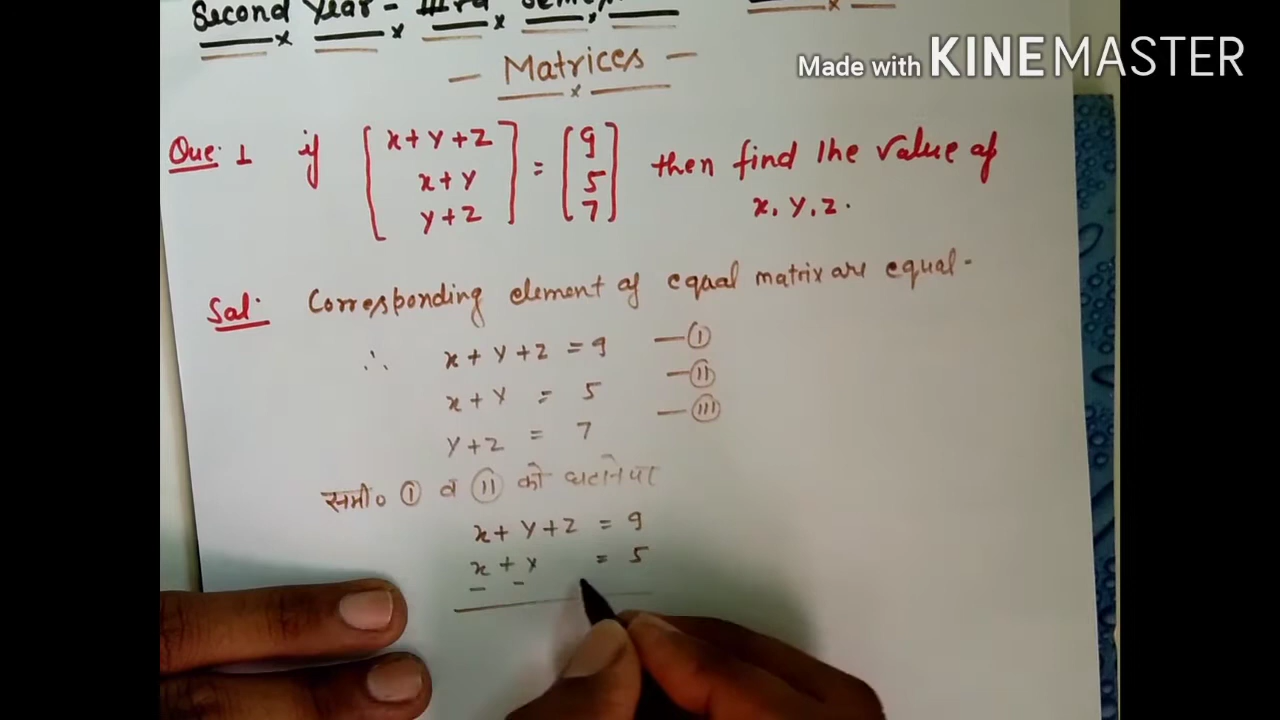 Second Year -
Made with KINEMASTER
- Matrices -
Que. 1 if [x+y+z x+y y+z] = [9 5 7] then find the value of
x, y, z.
Sol. Corresponding element of equal matrix are equal.
∴ x + y + z = 9 — (I)
x + y = 5 — (II)
y + z = 7 — (III)
समी० (I) व (II) को घटाने पर
x + y + z = 9
x + y = 5
- -